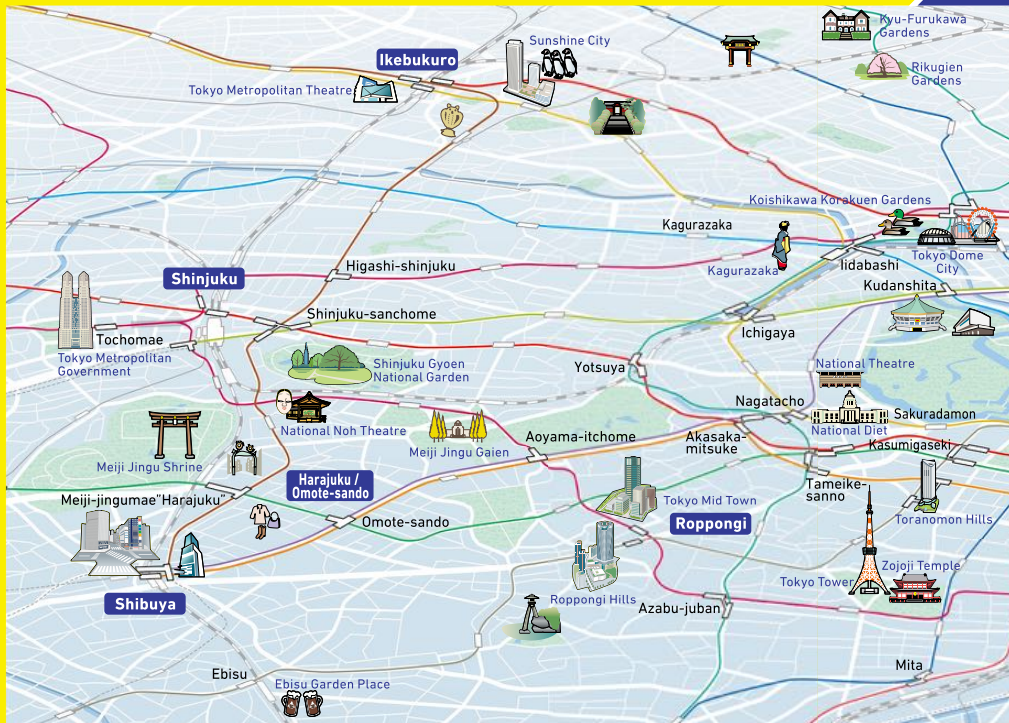 Kyu-Furukawa
Gardens
Sunshine City
Ikebukuro
Rikugien
Gardens
Tokyo Metropolitan Theatre
Koishikawa Korakuen Gardens
Kagurazaka
Kagurazaka
Iidabashi
Tokyo Dome
City
Higashi-shinjuku
Shinjuku
Kudanshita
Shinjuku-sanchome
Ichigaya
Tochomae
Tokyo Metropolitan
Government
Shinjuku Gyoen
National Garden
Yotsuya
National Theatre
Nagatacho
Sakuradamon
National Diet
National Noh Theatre
Meiji Jingu Gaien
Aoyama-itchome
Akasaka-
mitsuke
Kasumigaseki
Meiji Jingu Shrine
Harajuku /
Omote-sando
Tameike-
sanno
Meiji-jingumae"Harajuku"
Tokyo Mid Town
Omote-sando
Roppongi
Toranomon Hills
Zojoji Temple
Tokyo Tower
Shibuya
Roppongi Hills
Azabu-juban
Mita
Ebisu
Ebisu Garden Place